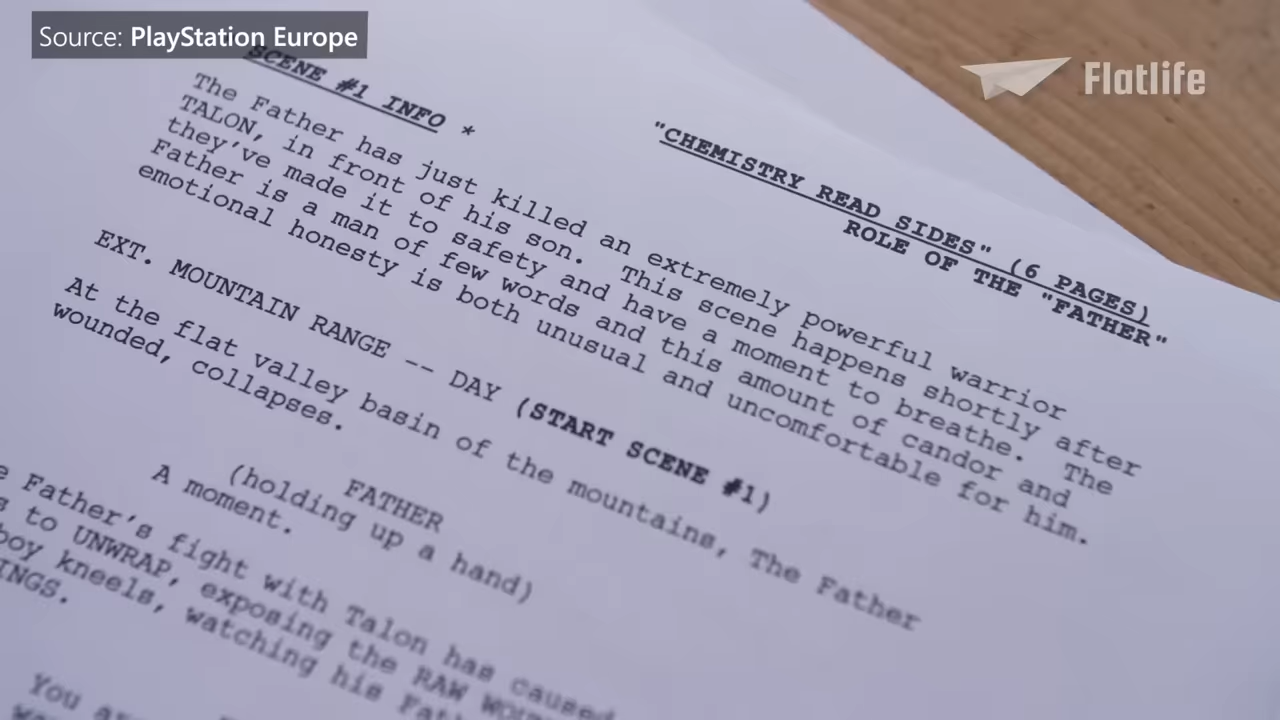 Source: PlayStation Europe
Flatlife
SCENE #1 INFO *
"CHEMISTRY READ SIDES" (6 PAGES)
ROLE OF THE "FATHER"
The Father has just killed an extremely powerful warrior
TALON, in front of his son. This scene happens shortly after
they've made it to safety and have a moment to breathe. The
Father is a man of few words and this amount of candor and
emotional honesty is both unusual and uncomfortable for him.
EXT. MOUNTAIN RANGE -- DAY (START SCENE #1)
At the flat valley basin of the mountains, The Father
wounded, collapses.
FATHER
(holding up a hand)
A moment.
Father's fight with Talon has caused
to UNWRAP, exposing the RAW
boy kneels, watching his
You